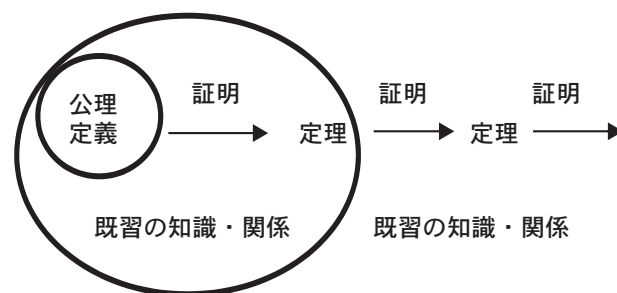 証明 証明 証明
公理
定義
定理 定理
既習の知識・関係 既習の知識・関係